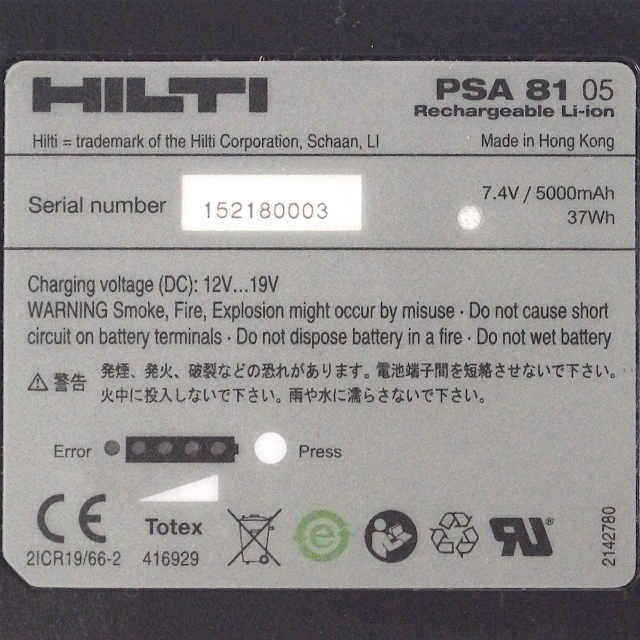 HILTI
PSA 81 05
Rechargeable Li-ion
Hilti = trademark of the Hilti Corporation, Schaan, LI
Made in Hong Kong
Serial number 152180003
7.4V / 5000mAh
37Wh
Charging voltage (DC): 12V...19V
WARNING Smoke, Fire, Explosion might occur by misuse · Do not cause short
circuit on battery terminals · Do not dispose battery in a fire · Do not wet battery
⚠ 警告
発煙、発火、破裂などの恐れがあります。電池端子間を短絡させないで下さい。
火中に投入しないで下さい。雨や水に濡らさないで下さい。
Error
Press
CE
2ICR19/66-2
Totex
416929
e
RU®
2142780